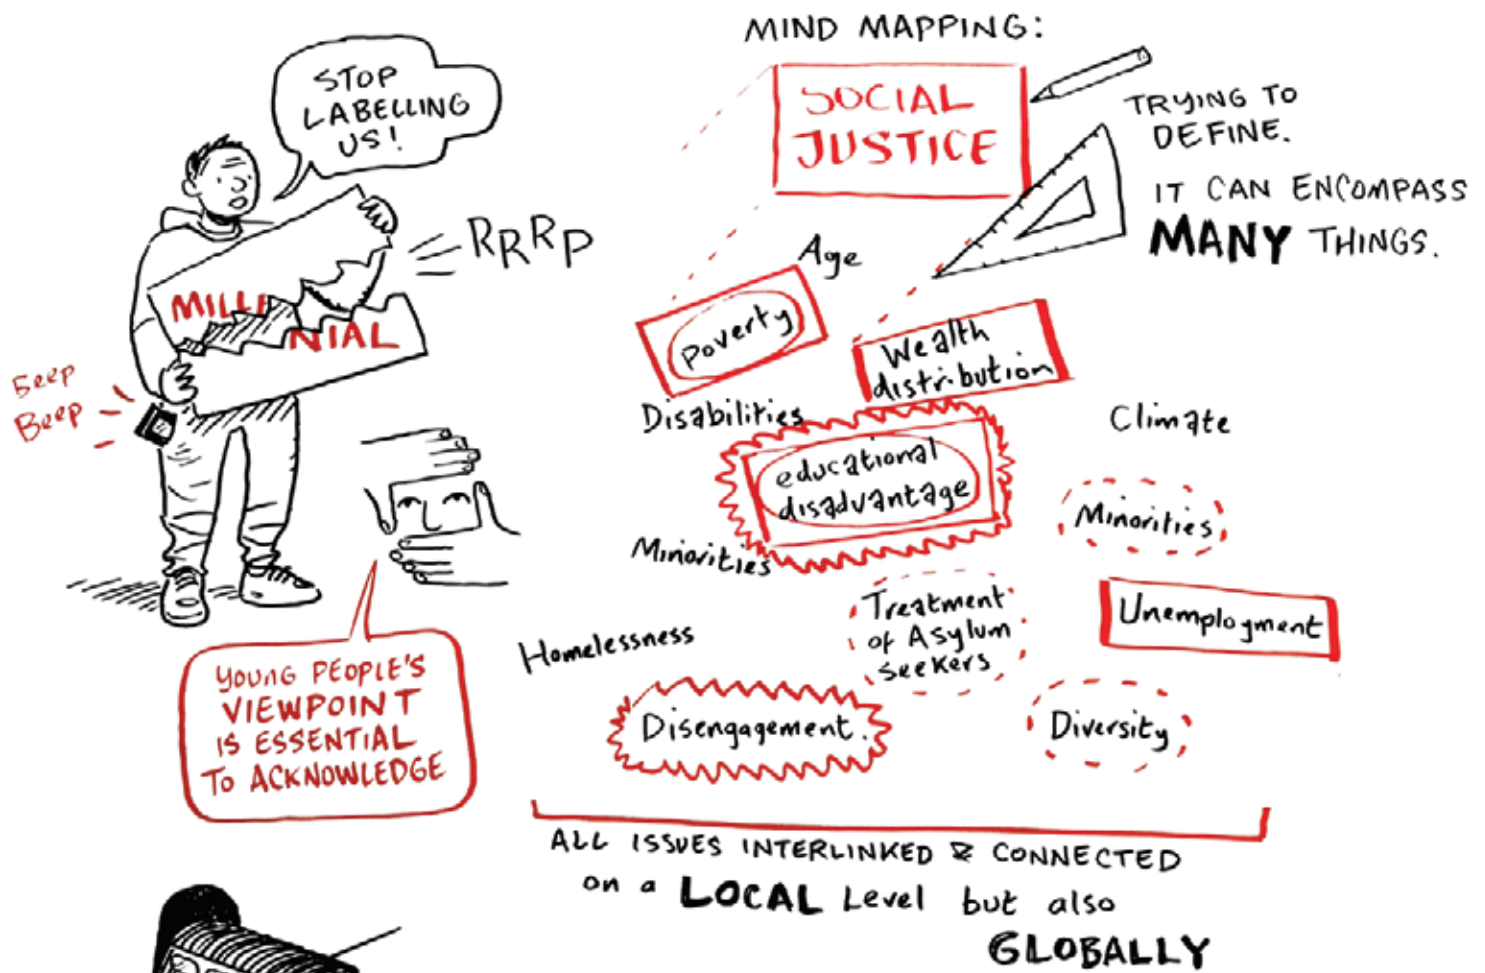 STOP
LABELLING
US!
RRRP
MILLE
NIAL
Beep
Beep
YOUNG PEOPLE'S
VIEWPOINT
IS ESSENTIAL
TO ACKNOWLEDGE
MIND MAPPING:
SOCIAL
JUSTICE
TRYING TO
DEFINE.
IT CAN ENCOMPASS
MANY THINGS.
Age
Poverty
Wealth
distribution
Disabilities
Climate
educational
disadvantage
Minorities
Minorities
Treatment
of Asylum
Seekers
Unemployment
Homelessness
Disengagement.
Diversity
ALL ISSUES INTERLINKED & CONNECTED
on a LOCAL Level but also
GLOBALLY